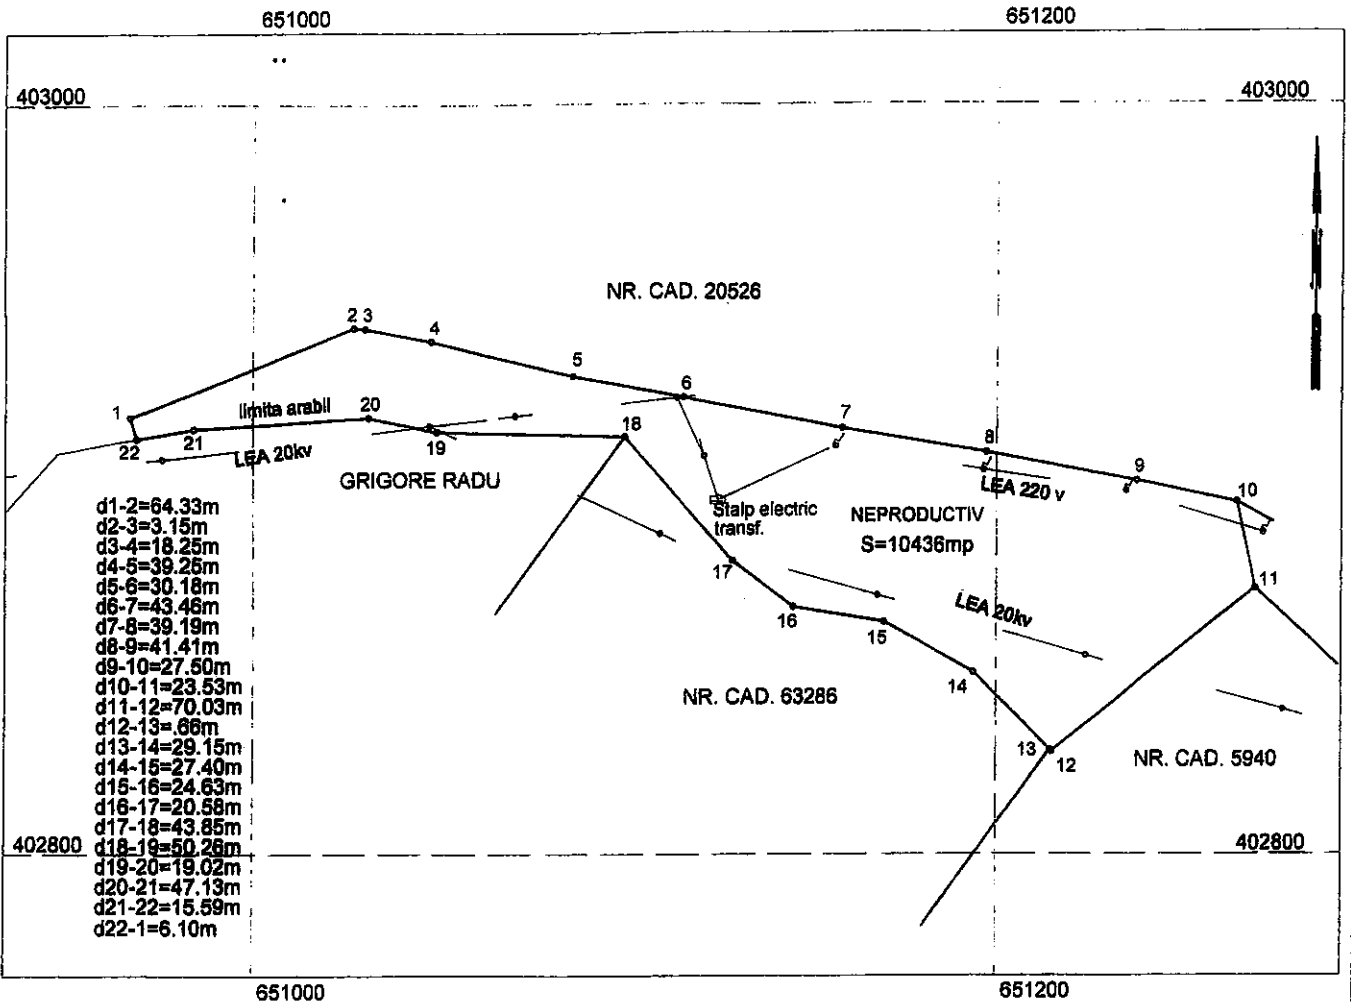 651000
651200
403000
403000
NR. CAD. 20526
2 3
4
5
6
1
limita arabil
20
7
22
21
19
18
8
LEA 20kv
9
GRIGORE RADU
LEA 220 v
10
Stalp electric
transf.
NEPRODUCTIV
S=10436mp
d1-2=64.33m
d2-3=3.15m
d3-4=18.25m
d4-5=39.25m
d5-6=30.18m
d6-7=43.46m
d7-8=39.19m
d8-9=41.41m
d9-10=27.50m
d10-11=23.53m
d11-12=70.03m
d12-13=.66m
d13-14=29.15m
d14-15=27.40m
d15-16=24.63m
d16-17=20.58m
d17-18=43.85m
d18-19=50.26m
d19-20=19.02m
d20-21=47.13m
d21-22=15.59m
d22-1=6.10m
17
11
LEA 20kv
16
15
14
NR. CAD. 63286
13
12
NR. CAD. 5940
402800
402800
651000
651200